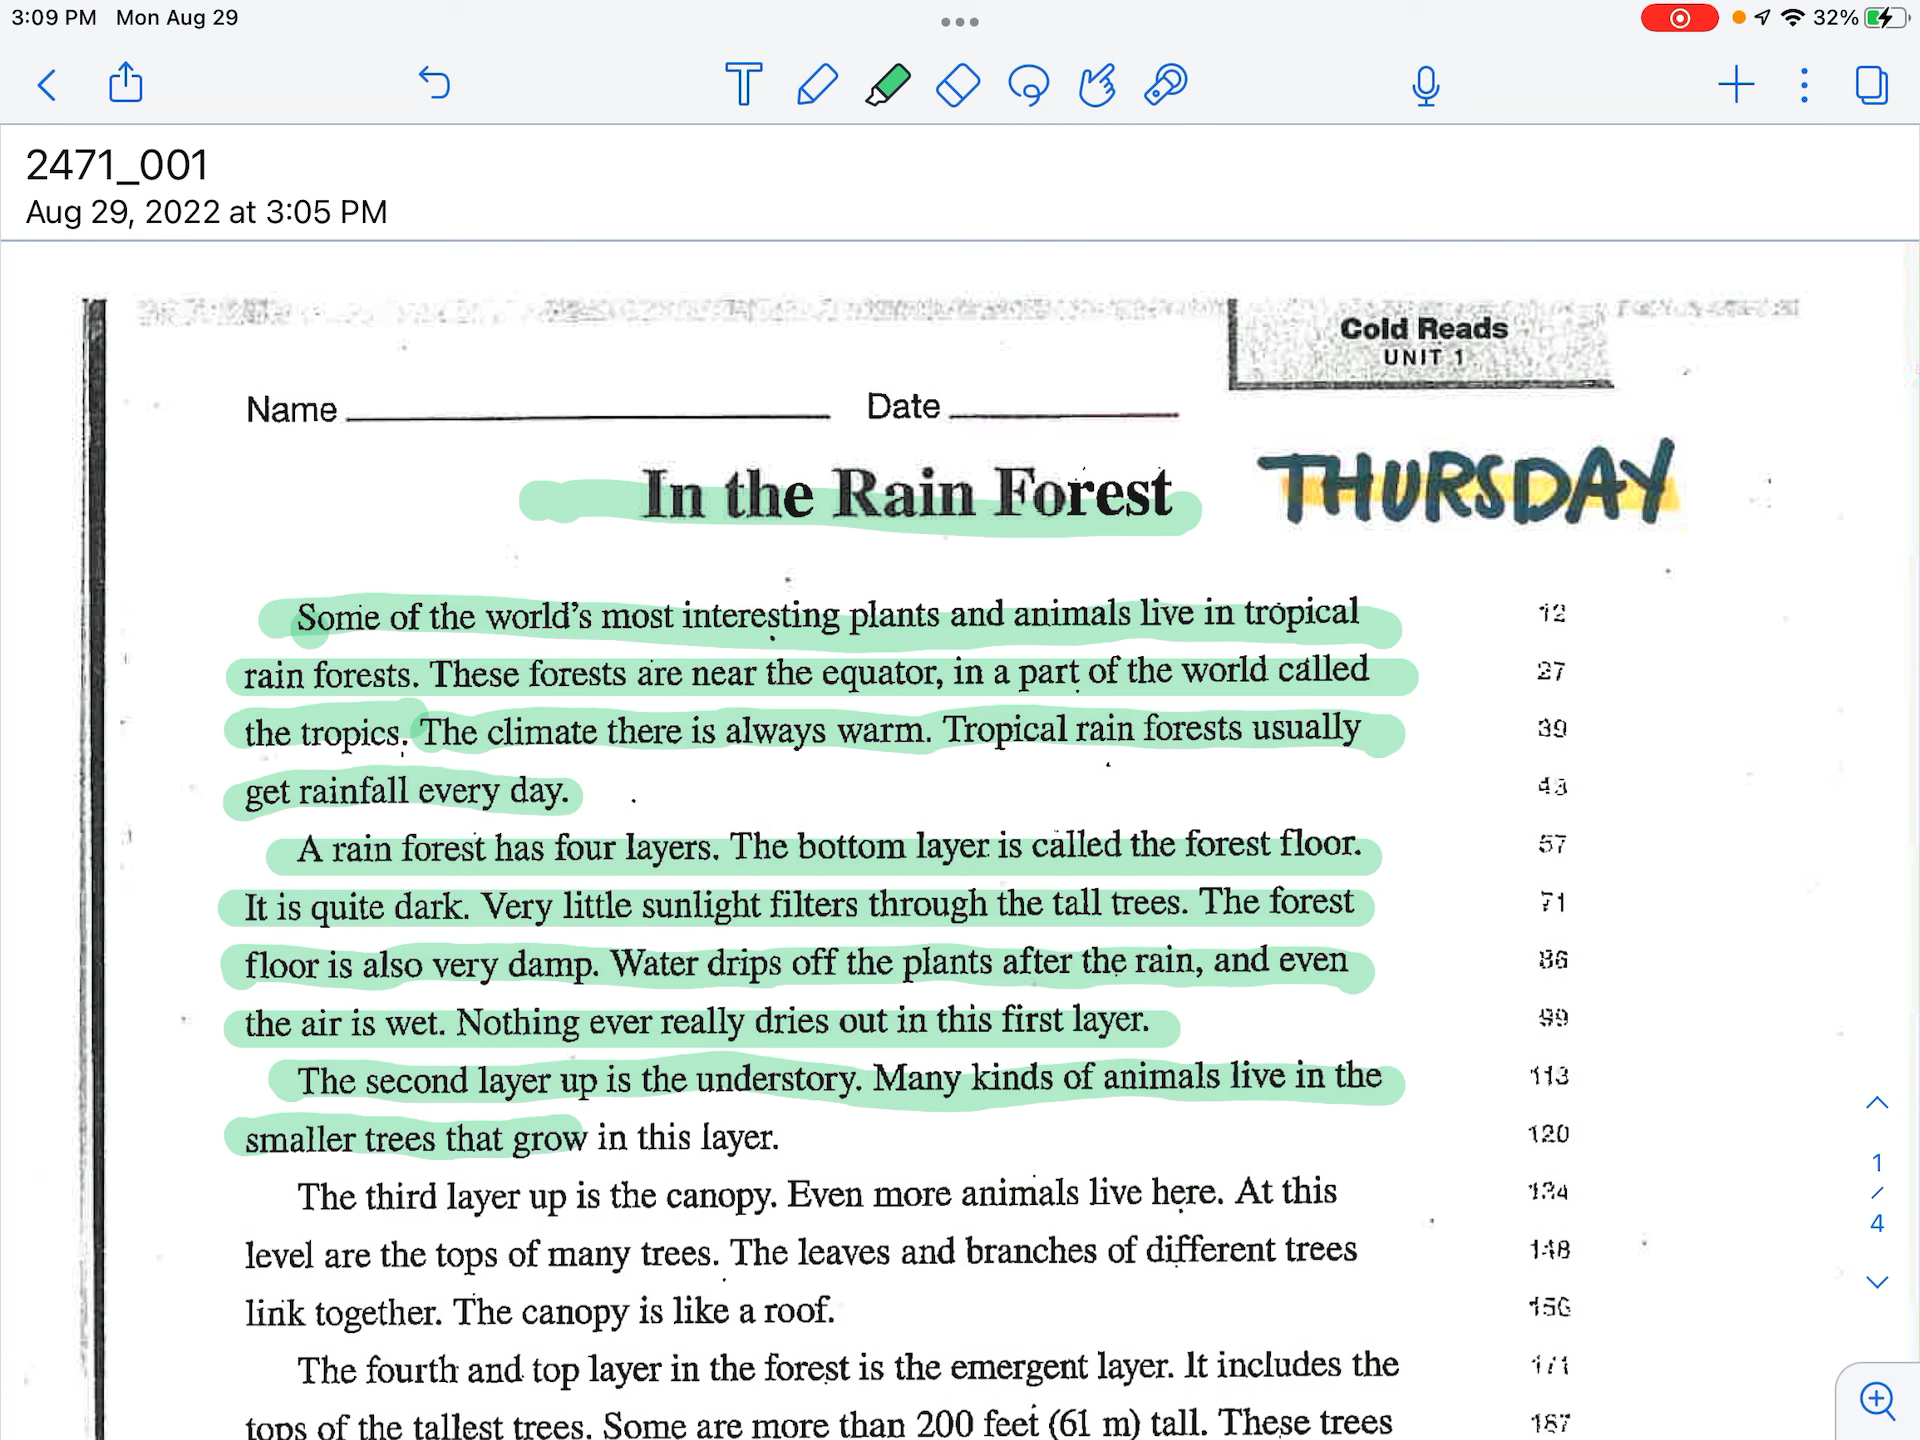 3:09 PM Mon Aug 29
32%
2471_001
Aug 29, 2022 at 3:05 PM
Cold Reads
UNIT 1
Name
Date
In the Rain Forest
THURSDAY
Some of the world's most interesting plants and animals live in tropical 12
rain forests. These forests are near the equator, in a part of the world called 27
the tropics. The climate there is always warm. Tropical rain forests usually 39
get rainfall every day. 43
A rain forest has four layers. The bottom layer is called the forest floor. 57
It is quite dark. Very little sunlight filters through the tall trees. The forest 71
floor is also very damp. Water drips off the plants after the rain, and even 86
the air is wet. Nothing ever really dries out in this first layer. 99
The second layer up is the understory. Many kinds of animals live in the 113
smaller trees that grow in this layer. 120
The third layer up is the canopy. Even more animals live here. At this 134
level are the tops of many trees. The leaves and branches of different trees 148
link together. The canopy is like a roof. 156
The fourth and top layer in the forest is the emergent layer. It includes the 171
tops of the tallest trees. Some are more than 200 feet (61 m) tall. These trees 187
1
/
4